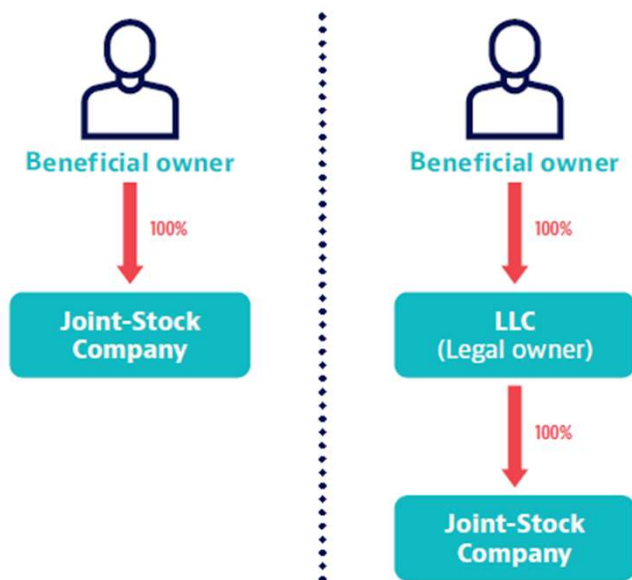 Beneficial owner
100%
Joint-Stock
Company
Beneficial owner
100%
LLC
(Legal owner)
100%
Joint-Stock
Company